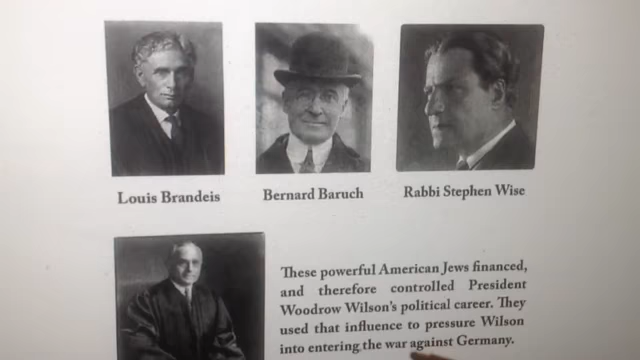 Louis Brandeis
Bernard Baruch
Rabbi Stephen Wise
These powerful American Jews financed,
and therefore controlled President
Woodrow Wilson's political career. They
used that influence to pressure Wilson
into entering the war against Germany.